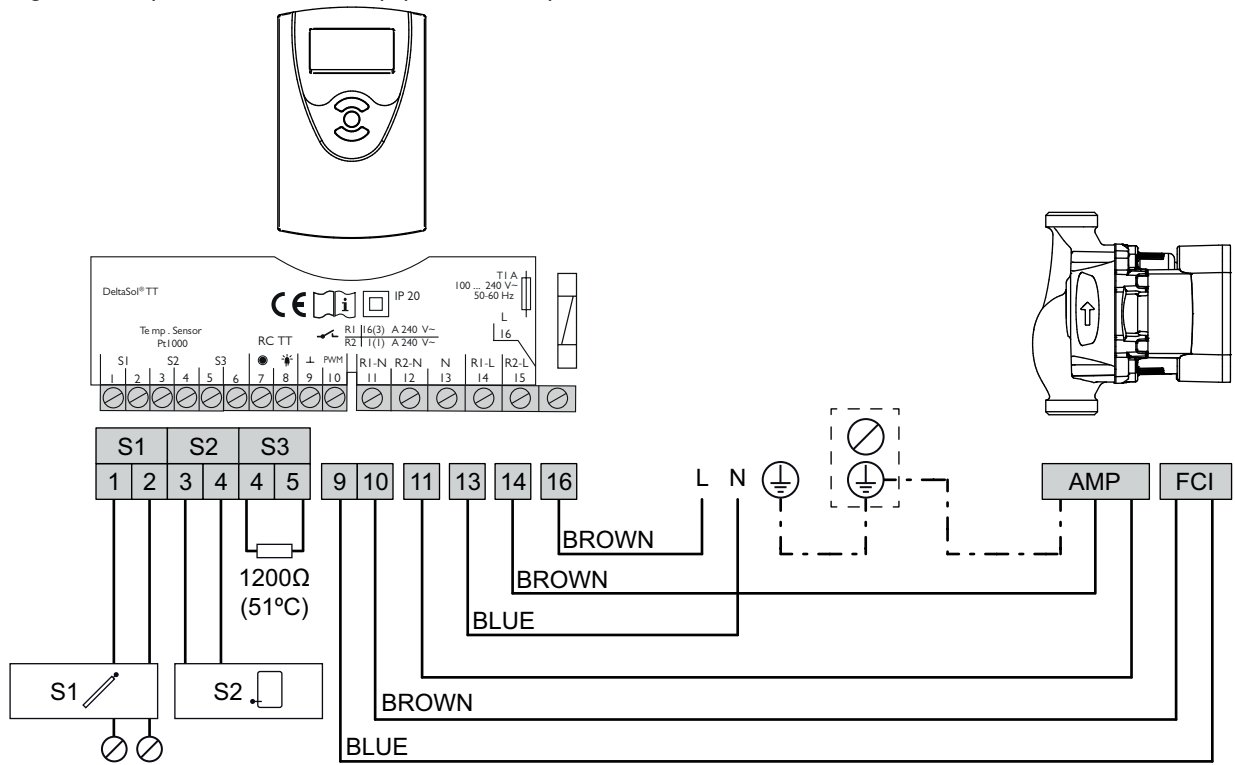 DeltaSol® TT
CE i IP 20
T1 A
100 ... 240 V~
50-60 Hz
Temp. Sensor
Pt1000
RC TT
R1 16(3) A 240 V~
R2 1(1) A 240 V~
L
16
S1 S2 S3 ⊥ PWM R1-N R2-N N R1-L R2-L
1 2 3 4 5 6 7 8 9 10 11 12 13 14 15
S1 S2 S3
1 2 3 4 4 5 9 10 11 13 14 16
L N
AMP FCI
BROWN
1200Ω
(51ºC)
BROWN
BLUE
S1
S2
BROWN
BLUE